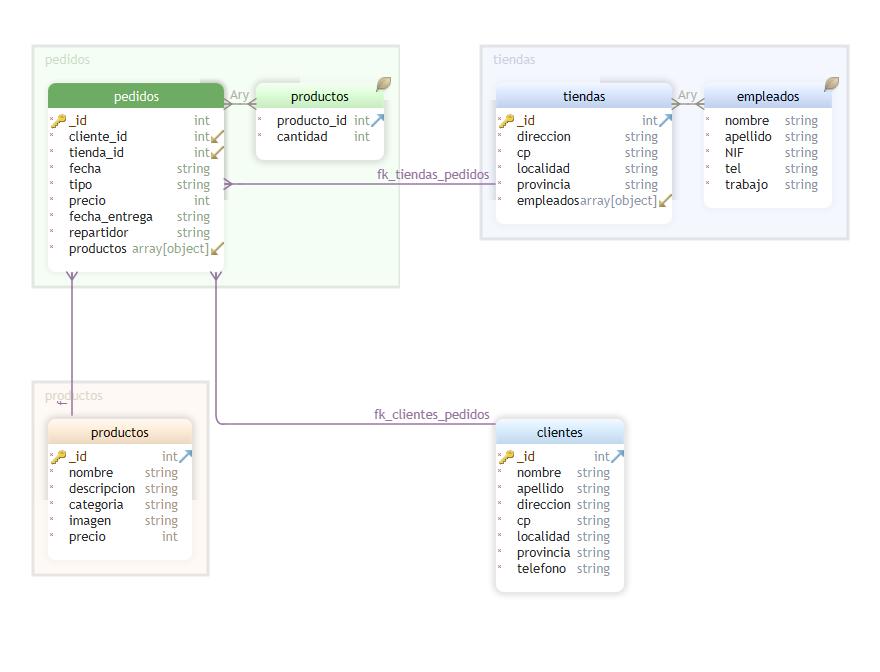 pedidos
pedidos
_id int
cliente_id int
tienda_id int
fecha string
tipo string
precio int
fecha_entrega string
repartidor string
productos array[object]
Ary
productos
producto_id int
cantidad int
fk_tiendas_pedidos
tiendas
tiendas
_id int
direccion string
cp string
localidad string
provincia string
empleados array[object]
Ary
empleados
nombre string
apellido string
NIF string
tel string
trabajo string
productos
productos
_id int
nombre string
descripcion string
categoria string
imagen string
precio int
fk_clientes_pedidos
clientes
_id int
nombre string
apellido string
direccion string
cp string
localidad string
provincia string
telefono string